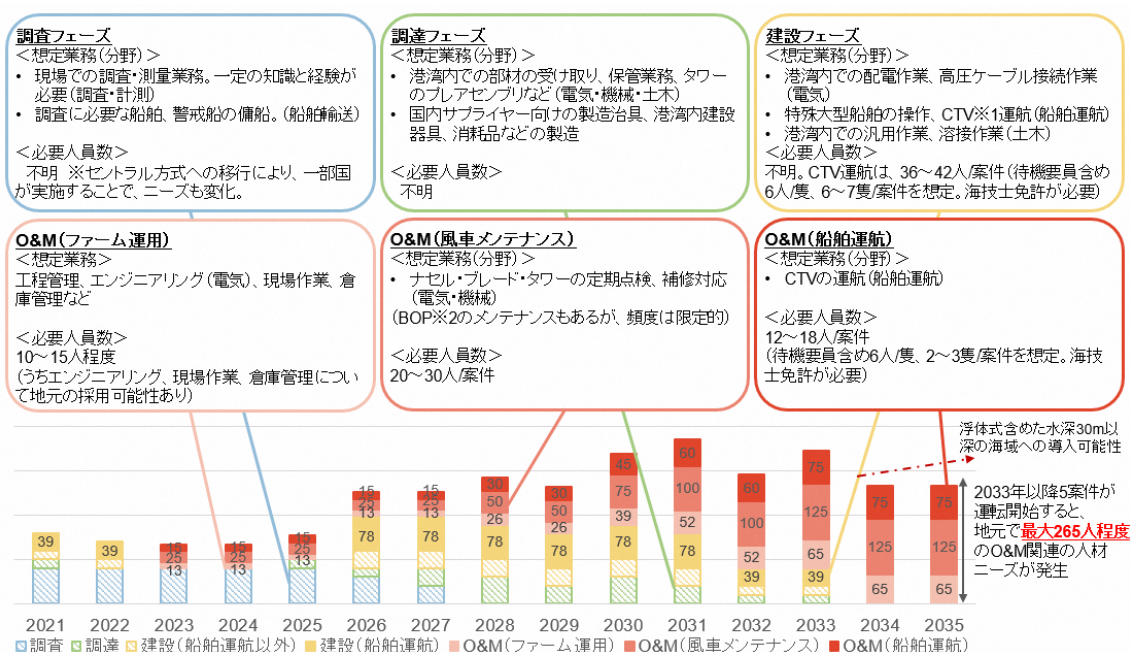 調査フェーズ
＜想定業務(分野)＞
• 現場での調査・測量業務。一定の知識と経験が
必要(調査・計測)
• 調査に必要な船舶、警戒船の傭船。(船舶輸送)
＜必要人員数＞
不明 ※セントラル方式への移行により、一部国
が実施することで、ニーズも変化。
調達フェーズ
＜想定業務(分野)＞
• 港湾内での部材の受け取り、保管業務、タワー
のプレアセンブリなど(電気・機械・土木)
• 国内サプライヤー向けの製造治具、港湾内建設
器具、消耗品などの製造
＜必要人員数＞
不明
建設フェーズ
＜想定業務(分野)＞
• 港湾内での配電作業、高圧ケーブル接続作業
(電気)
• 特殊大型船舶の操作、CTV※1運航(船舶運航)
• 港湾内での汎用作業、溶接作業(土木)
＜必要人員数＞
不明。CTV運航は、36～42人/案件(待機要員含め
6人/隻、6～7隻/案件を想定。海技士免許が必要)
O&M(ファーム運用)
＜想定業務＞
工程管理、エンジニアリング(電気)、現場作業、倉
庫管理など
＜必要人員数＞
10～15人程度
(うちエンジニアリング、現場作業、倉庫管理につい
て地元の採用可能性あり)
O&M(風車メンテナンス)
＜想定業務(分野)＞
• ナセル・ブレード・タワーの定期点検、補修対応
(電気・機械)
(BOP※2のメンテナンスもあるが、頻度は限定的)
＜必要人員数＞
20～30人/案件
O&M(船舶運航)
＜想定業務(分野)＞
• CTVの運航(船舶運航)
＜必要人員数＞
12～18人/案件
(待機要員含め6人/隻、2～3隻/案件を想定。海技
士免許が必要)
浮体式含めた水深30m以
深の海域への導入可能性
2033年以降5案件が
運転開始すると、
地元で最大265人程度
のO&M関連の人材
ニーズが発生
39
39
15
25
13
15
25
13
15
25
13
15
25
13
78
15
25
13
78
30
50
26
78
30
50
26
78
45
75
39
78
60
100
52
78
60
100
52
39
75
125
65
39
75
125
65
75
125
65
2021 2022 2023 2024 2025 2026 2027 2028 2029 2030 2031 2032 2033 2034 2035
調査 調達 建設(船舶運航以外) 建設(船舶運航) O&M(ファーム運用) O&M(風車メンテナンス) O&M(船舶運航)